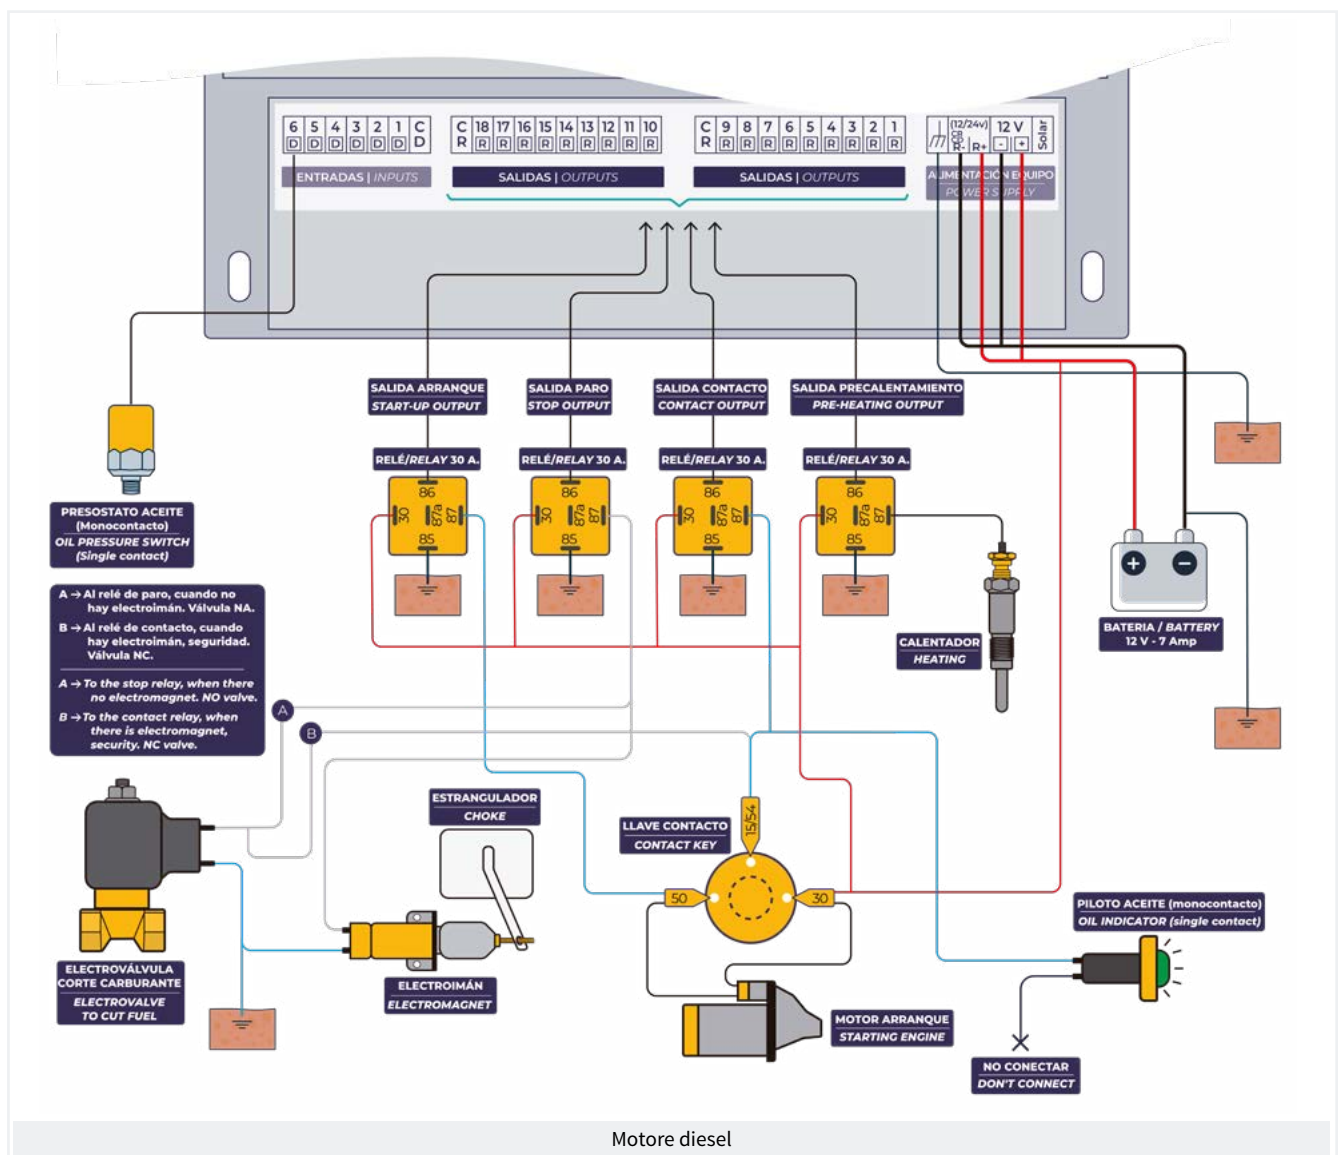 6 5 4 3 2 1 C
D D D D D D D
ENTRADAS | INPUTS
C 18 17 16 15 14 13 12 11 10
R R R R R R R R R R
SALIDAS | OUTPUTS
C 9 8 7 6 5 4 3 2 1
R R R R R R R R R R
SALIDAS | OUTPUTS
(12/24v) 12 V Solar
R- R+ - +
ALIMENTACIÓN EQUIPO
POWER SUPPLY
SALIDA ARRANQUE
START-UP OUTPUT
SALIDA PARO
STOP OUTPUT
SALIDA CONTACTO
CONTACT OUTPUT
SALIDA PRECALENTAMIENTO
PRE-HEATING OUTPUT
RELÉ/RELAY 30 A.
RELÉ/RELAY 30 A.
RELÉ/RELAY 30 A.
RELÉ/RELAY 30 A.
86
30 87a 87
85
86
30 87a 87
85
86
30 87a 87
85
86
30 87a 87
85
PRESOSTATO ACEITE
(Monocontacto)
OIL PRESSURE SWITCH
(Single contact)
A → Al relé de paro, cuando no
hay electroimán. Válvula NA.
B → Al relé de contacto, cuando
hay electroimán, seguridad.
Válvula NC.
A → To the stop relay, when there
no electromagnet. NO valve.
B → To the contact relay, when
there is electromagnet,
security. NC valve.
+ −
BATERIA / BATTERY
12 V - 7 Amp
CALENTADOR
HEATING
A
B
ESTRANGULADOR
CHOKE
LLAVE CONTACTO
CONTACT KEY
15/54
50
30
PILOTO ACEITE (monocontacto)
OIL INDICATOR (single contact)
ELECTROVÁLVULA
CORTE CARBURANTE
ELECTROVALVE
TO CUT FUEL
ELECTROIMÁN
ELECTROMAGNET
MOTOR ARRANQUE
STARTING ENGINE
NO CONECTAR
DON'T CONNECT
Motore diesel